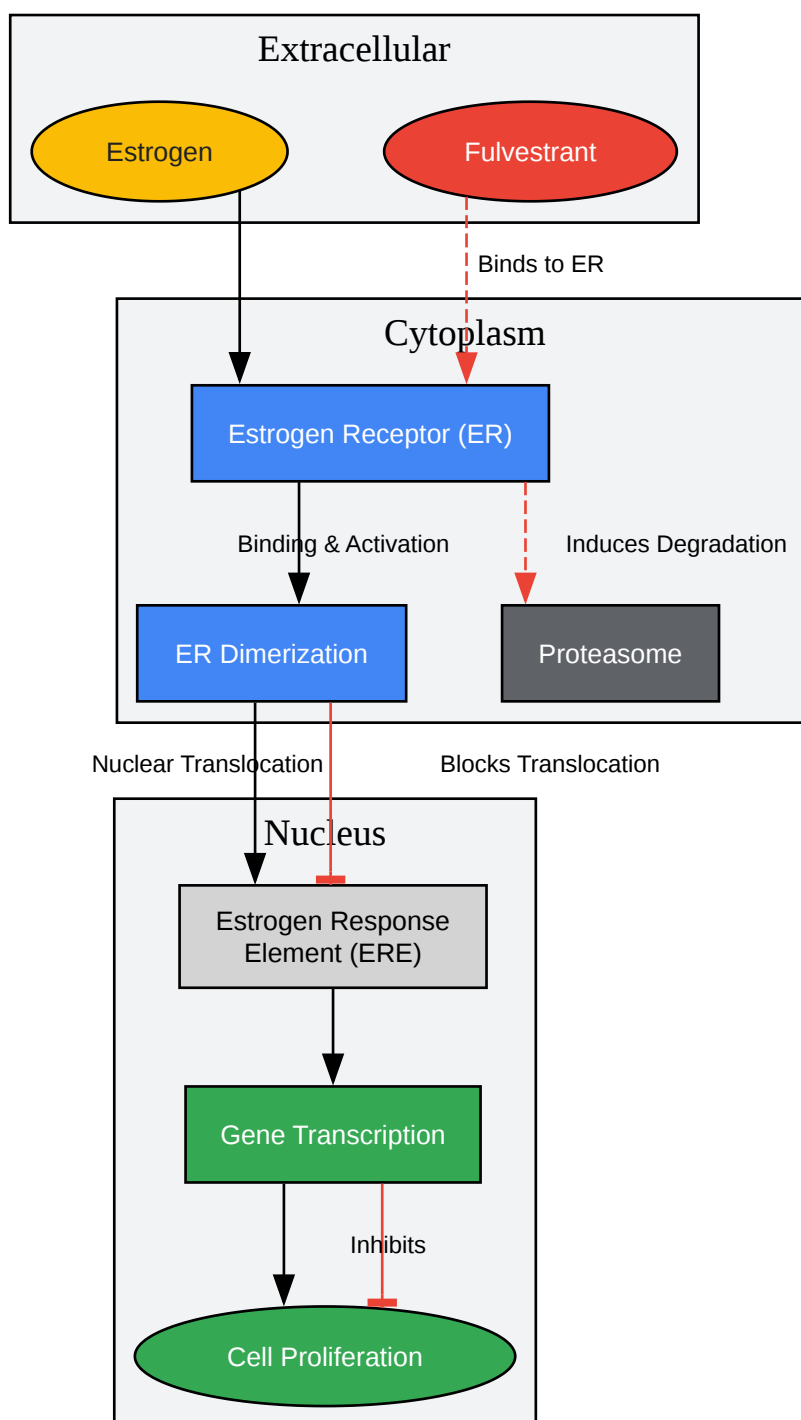 Extracellular
Estrogen
Fulvestrant
Binds to ER
Cytoplasm
Estrogen Receptor (ER)
Binding & Activation
Induces Degradation
ER Dimerization
Proteasome
Nuclear Translocation
Blocks Translocation
Nucleus
Estrogen Response
Element (ERE)
Gene Transcription
Inhibits
Cell Proliferation